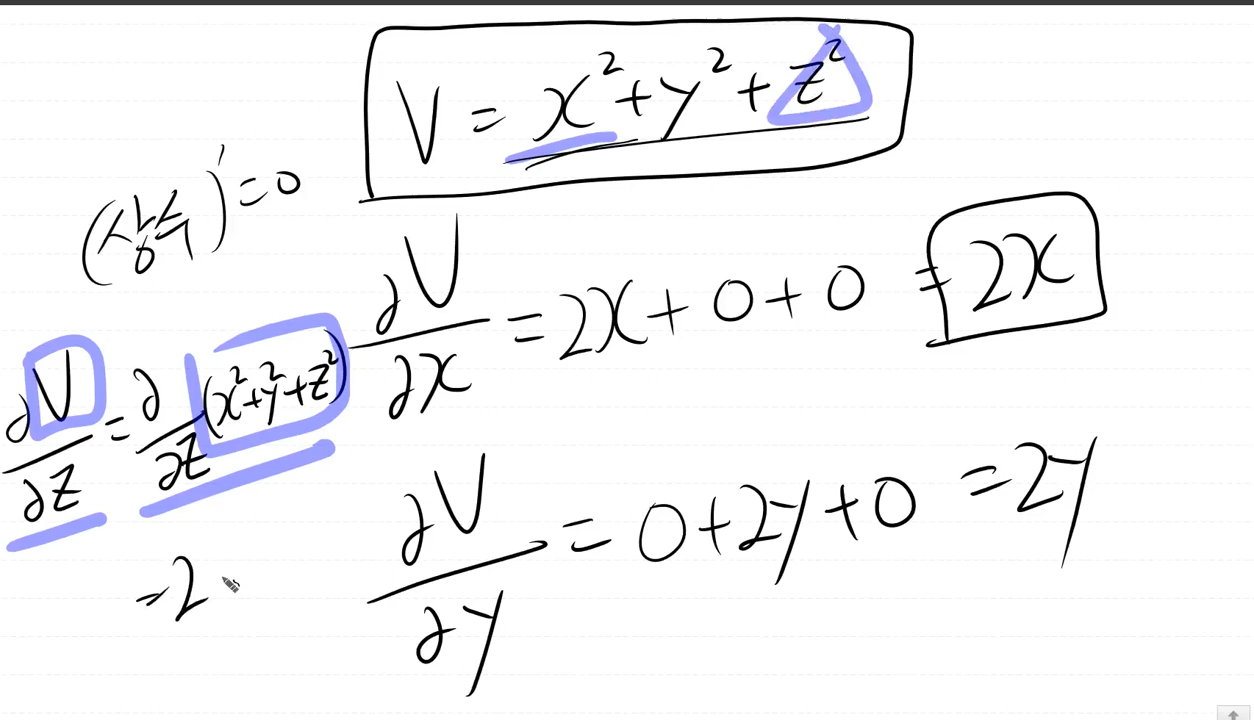 V = x² + y² + z²
(상수)' = 0
∂V/∂x = 2x + 0 + 0 = 2x
∂V/∂z = ∂/∂z (x² + y² + z²)
= 2
∂V/∂y = 0 + 2y + 0 = 2y